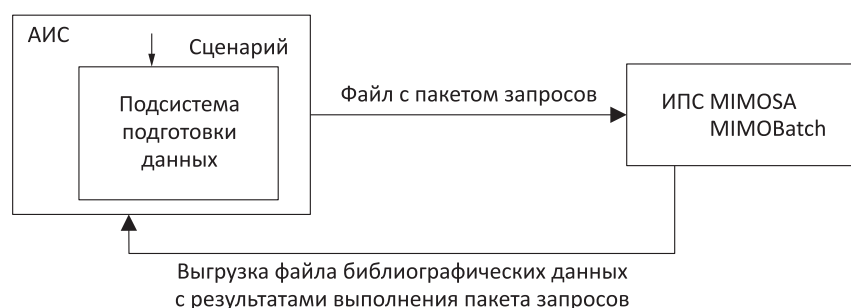 АИС
Сценарий
Подсистема
подготовки
данных
Файл с пакетом запросов
ИПС MIMOSA
MIMOBatch
Выгрузка файла библиографических данных
с результатами выполнения пакета запросов